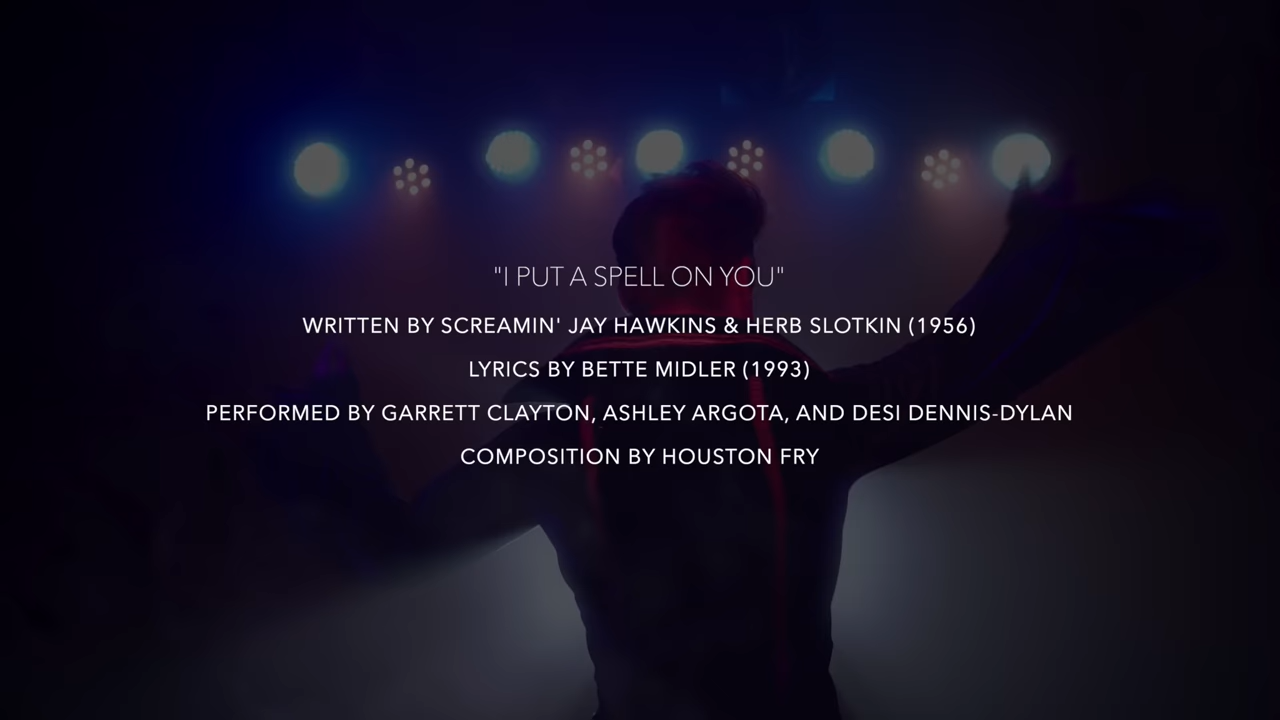 "I PUT A SPELL ON YOU"
WRITTEN BY SCREAMIN' JAY HAWKINS & HERB SLOTKIN (1956)
LYRICS BY BETTE MIDLER (1993)
PERFORMED BY GARRETT CLAYTON, ASHLEY ARGOTA, AND DESI DENNIS-DYLAN
COMPOSITION BY HOUSTON FRY